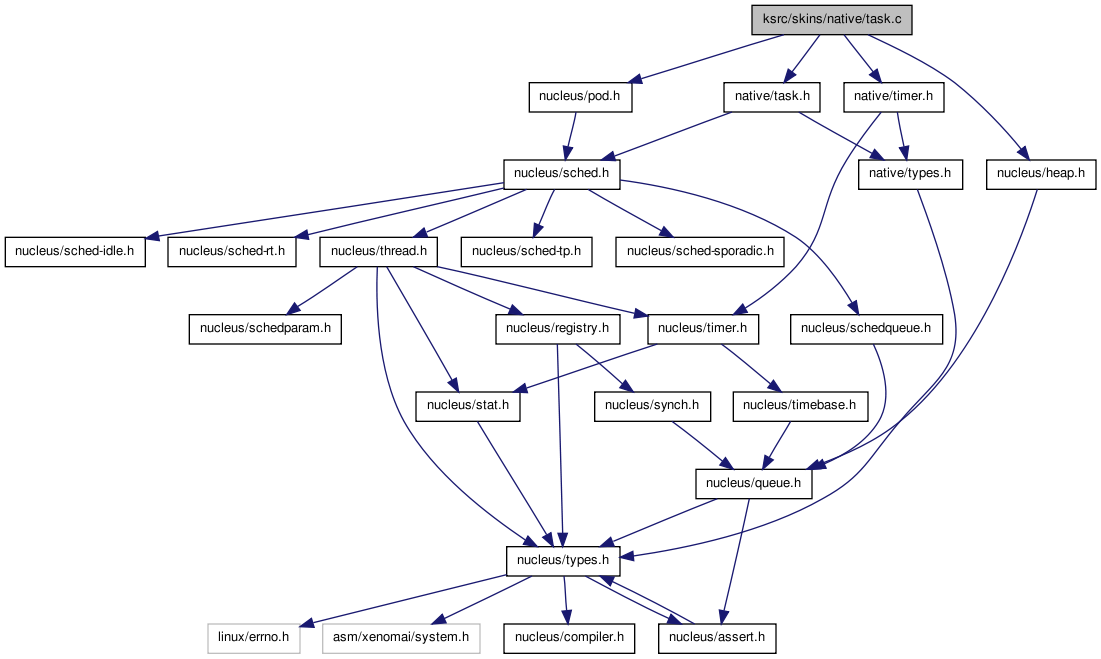 ksrc/skins/native/task.c
nucleus/pod.h
native/task.h
native/timer.h
nucleus/sched.h
native/types.h
nucleus/heap.h
nucleus/sched-idle.h
nucleus/sched-rt.h
nucleus/thread.h
nucleus/sched-tp.h
nucleus/sched-sporadic.h
nucleus/schedparam.h
nucleus/registry.h
nucleus/timer.h
nucleus/schedqueue.h
nucleus/stat.h
nucleus/synch.h
nucleus/timebase.h
nucleus/queue.h
nucleus/types.h
linux/errno.h
asm/xenomai/system.h
nucleus/compiler.h
nucleus/assert.h